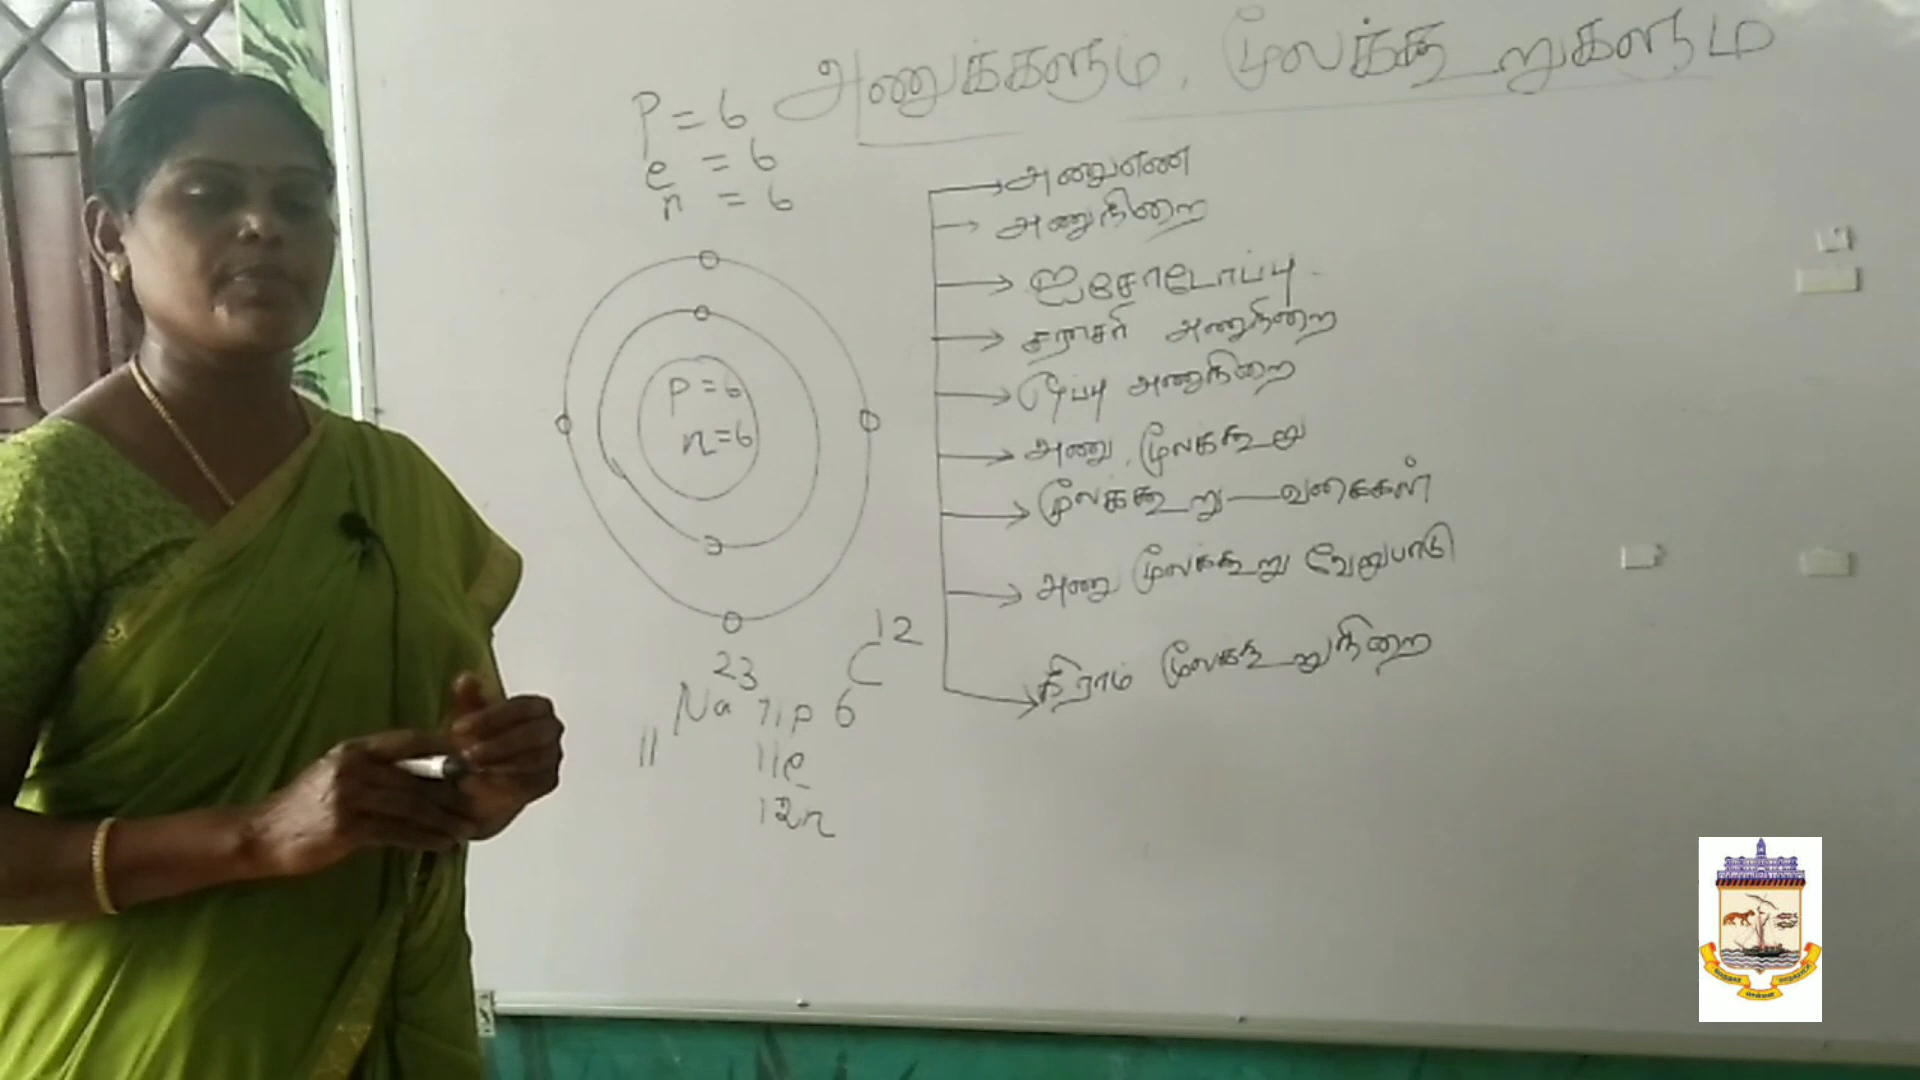 அணுக்களும், மூலக்கூறுகளும்
P = 6
e = 6
n = 6
P = 6
n = 6
23
Na 11p
11
11e
12n
C 12
6
அணுஎண்
அணுநிறை
ஐசோடோப்பு
சராசரி அணுநிறை
ஒப்பு அணுநிறை
அணு, மூலக்கூறு
மூலக்கூறு — வகைகள்
அணு மூலக்கூறு வேறுபாடு
கிராம் மூலக்கூறுநிறை